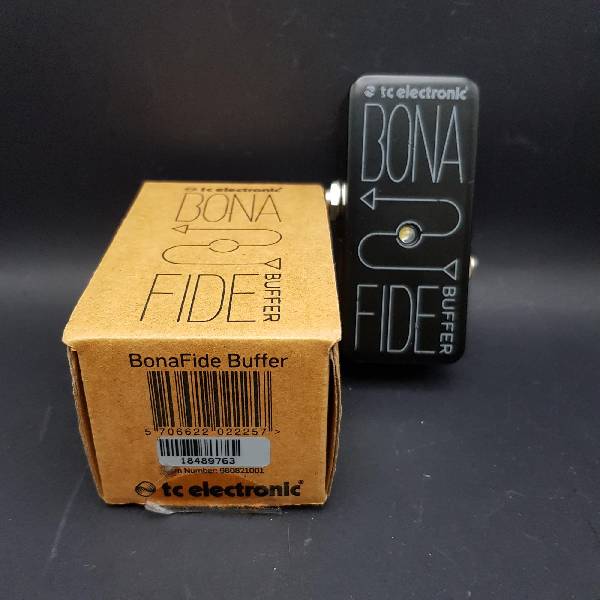 tc electronic
BONA
FIDE
BUFFER
BonaFide Buffer
5 706622 022257 >
18489763
Number: 960821001
tc electronic
tc electronic
BONA
FIDE
BUFFER